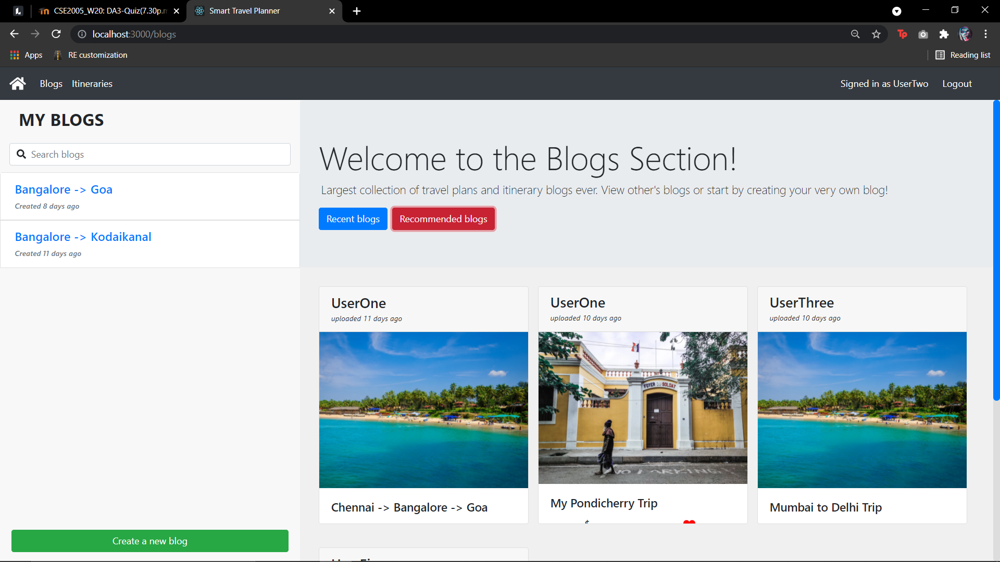 CSE2005_W20: DA3-Quiz(7.30p.m
Smart Travel Planner
localhost:3000/blogs
Tp
Apps
RE customization
Reading list
Blogs
Itineraries
Signed in as UserTwo
Logout
MY BLOGS
Search blogs
Bangalore -> Goa
Created 8 days ago
Bangalore -> Kodaikanal
Created 11 days ago
Create a new blog
Welcome to the Blogs Section!
Largest collection of travel plans and itinerary blogs ever. View other's blogs or start by creating your very own blog!
Recent blogs
Recommended blogs
UserOne
uploaded 11 days ago
Chennai -> Bangalore -> Goa
UserOne
uploaded 10 days ago
FOYER DU SOLDAT
NO PARKING
My Pondicherry Trip
UserThree
uploaded 10 days ago
Mumbai to Delhi Trip